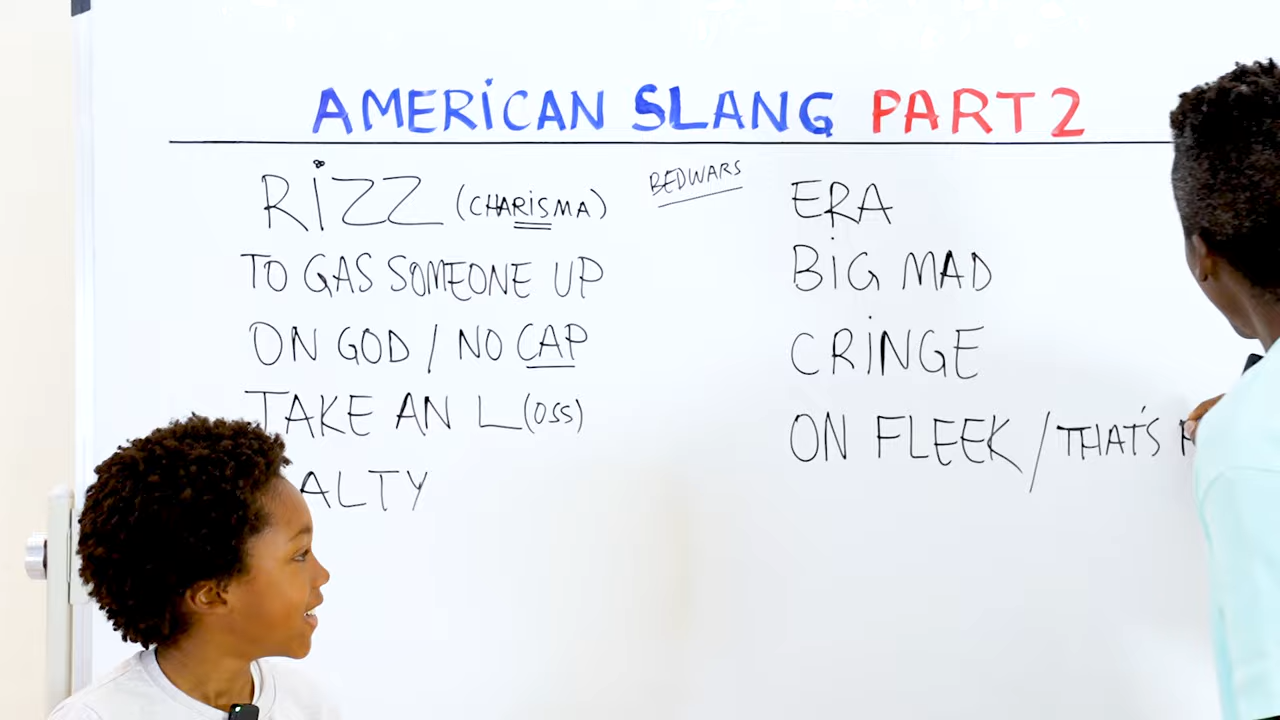 AMERICAN SLANG PART 2
RIZZ (CHARISMA)
TO GAS SOMEONE UP
ON GOD / NO CAP
TAKE AN L (OSS)
ALTY
BEDWARS
ERA
BIG MAD
CRINGE
ON FLEEK / THAT'S